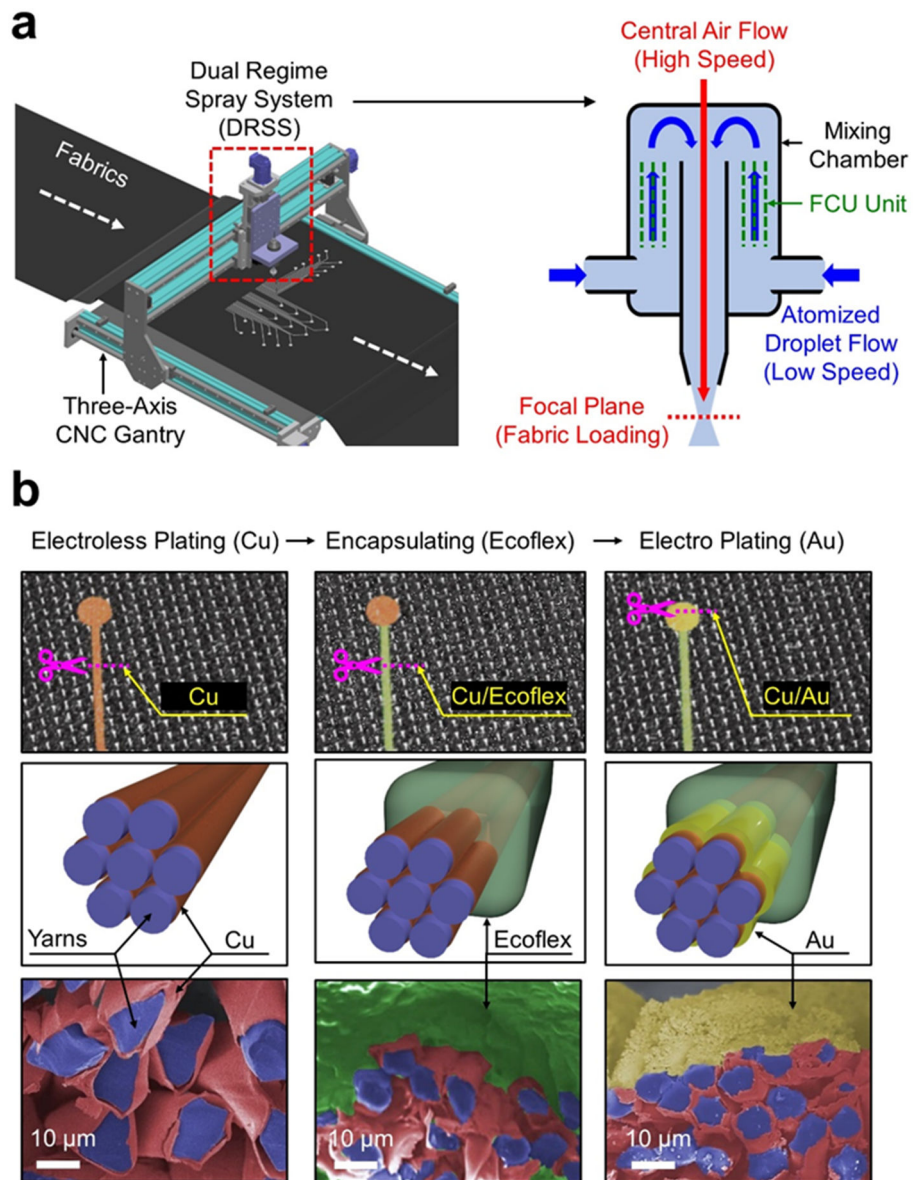 a
Dual Regime
Spray System
(DRSS)
Fabrics
Three-Axis
CNC Gantry
Central Air Flow
(High Speed)
Mixing
Chamber
FCU Unit
Atomized
Droplet Flow
(Low Speed)
Focal Plane
(Fabric Loading)
b
Electroless Plating (Cu)
Encapsulating (Ecoflex)
Electro Plating (Au)
Cu
Cu/Ecoflex
Cu/Au
Yarns
Cu
Ecoflex
Au
10 µm
10 µm
10 µm